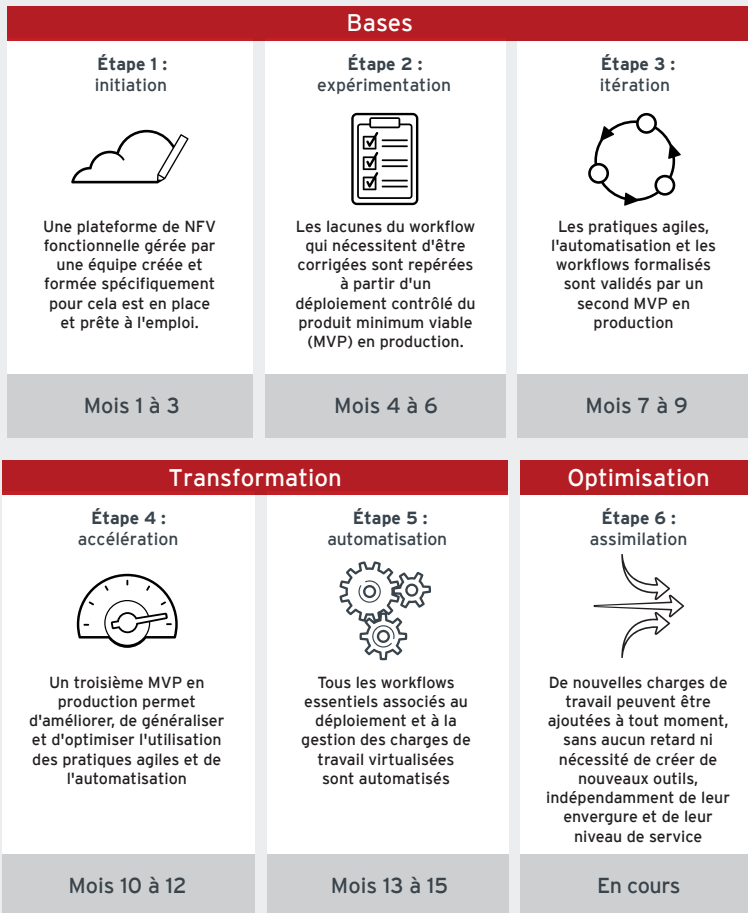 Bases
Étape 1 :
initiation
Une plateforme de NFV
fonctionnelle gérée par
une équipe créée et
formée spécifiquement
pour cela est en place
et prête à l'emploi.
Mois 1 à 3
Étape 2 :
expérimentation
Les lacunes du workflow
qui nécessitent d'être
corrigées sont repérées
à partir d'un
déploiement contrôlé du
produit minimum viable
(MVP) en production.
Mois 4 à 6
Étape 3 :
itération
Les pratiques agiles,
l'automatisation et les
workflows formalisés
sont validés par un
second MVP en
production
Mois 7 à 9
Transformation
Étape 4 :
accélération
Un troisième MVP en
production permet
d'améliorer, de généraliser
et d'optimiser l'utilisation
des pratiques agiles et de
l'automatisation
Mois 10 à 12
Étape 5 :
automatisation
Tous les workflows
essentiels associés au
déploiement et à la
gestion des charges de
travail virtualisées
sont automatisés
Mois 13 à 15
Optimisation
Étape 6 :
assimilation
De nouvelles charges de
travail peuvent être
ajoutées à tout moment,
sans aucun retard ni
nécessité de créer de
nouveaux outils,
indépendamment de leur
envergure et de leur
niveau de service
En cours